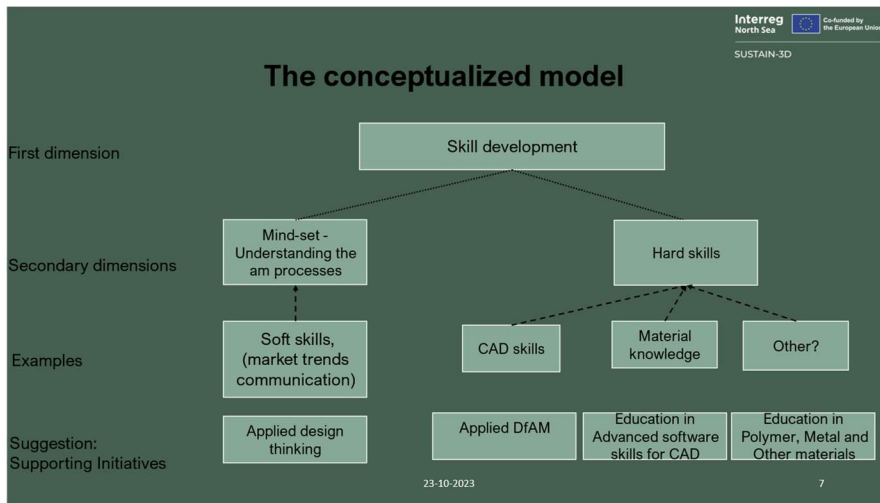 Interreg
North Sea
Co-funded by
the European Union
SUSTAIN-3D
The conceptualized model
First dimension
Skill development
Secondary dimensions
Mind-set -
Understanding the
am processes
Hard skills
Examples
Soft skills,
(market trends
communication)
CAD skills
Material
knowledge
Other?
Suggestion:
Supporting Initiatives
Applied design
thinking
Applied DfAM
Education in
Advanced software
skills for CAD
Education in
Polymer, Metal and
Other materials
23-10-2023
7